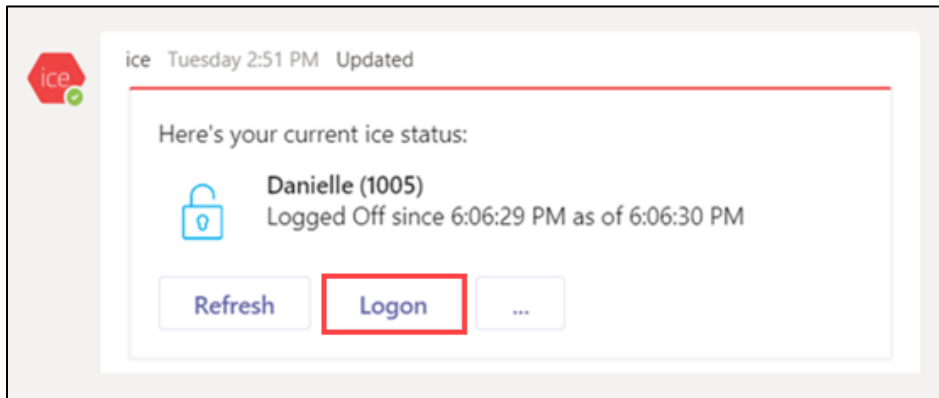 ice
ice Tuesday 2:51 PM Updated
Here's your current ice status:
Danielle (1005)
Logged Off since 6:06:29 PM as of 6:06:30 PM
Refresh Logon ...